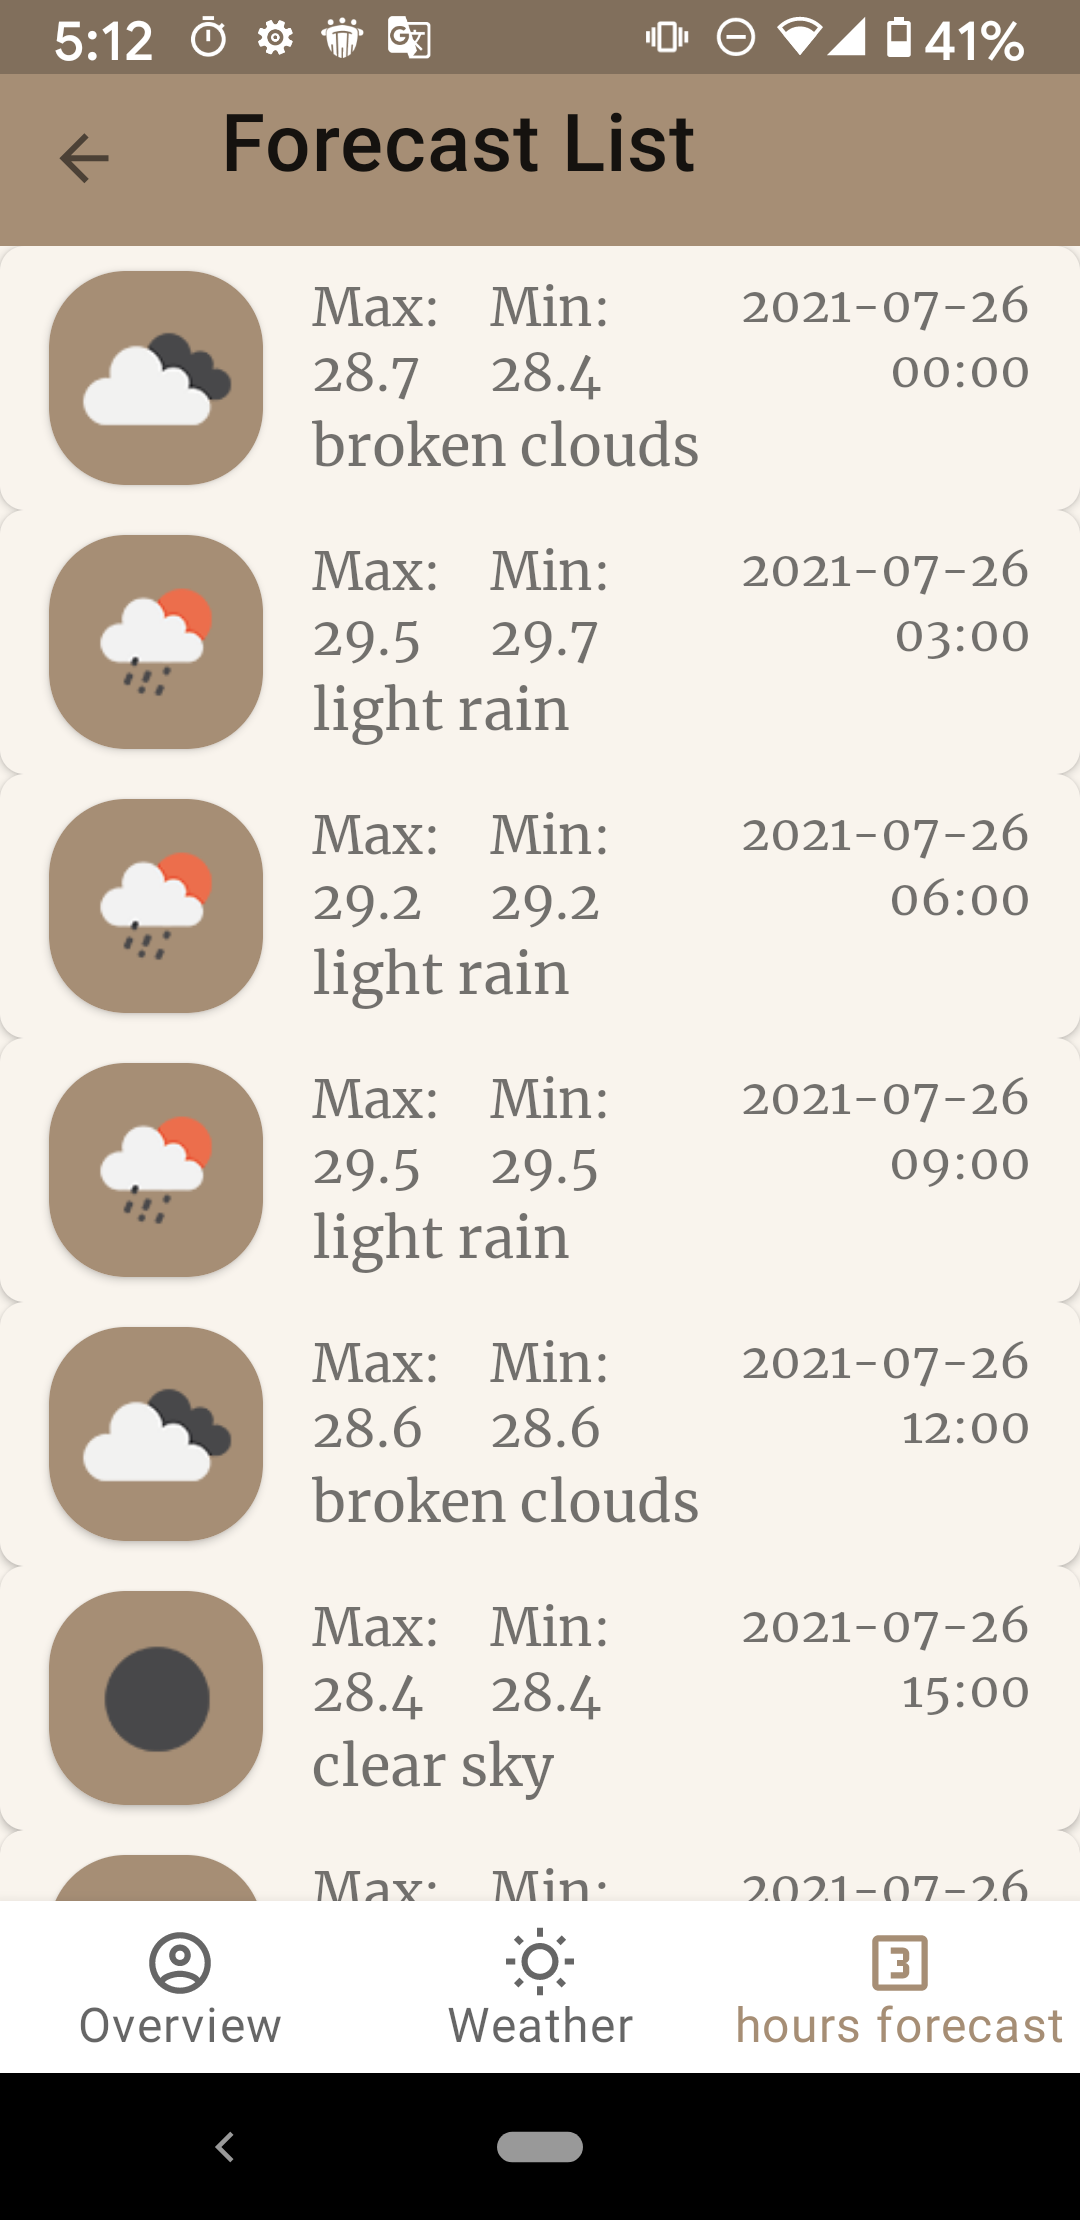 5:12 41%
Forecast List
Max: Min: 2021-07-26
28.7 28.4 00:00
broken clouds
Max: Min: 2021-07-26
29.5 29.7 03:00
light rain
Max: Min: 2021-07-26
29.2 29.2 06:00
light rain
Max: Min: 2021-07-26
29.5 29.5 09:00
light rain
Max: Min: 2021-07-26
28.6 28.6 12:00
broken clouds
Max: Min: 2021-07-26
28.4 28.4 15:00
clear sky
Max: Min: 2021-07-26
3
Overview Weather hours forecast